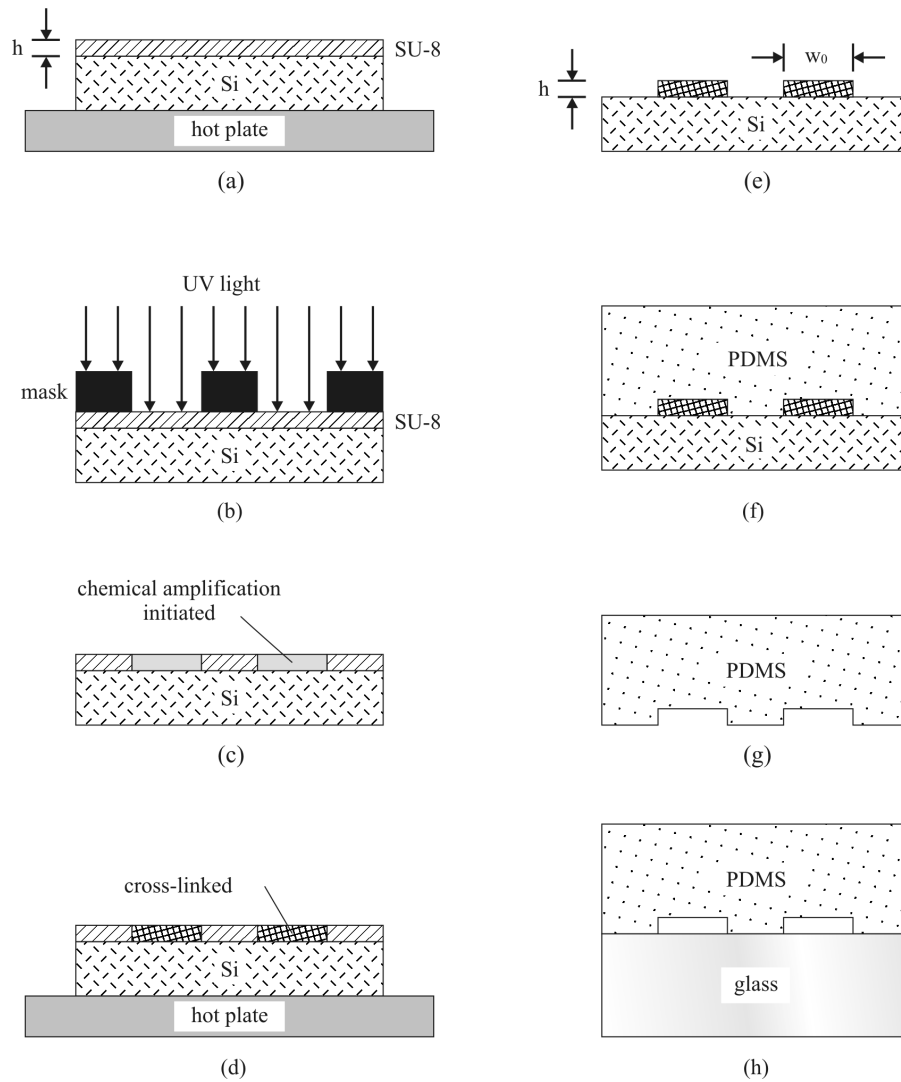 h
SU-8
Si
hot plate
(a)
UV light
mask
SU-8
Si
(b)
chemical amplification
initiated
Si
(c)
cross-linked
Si
hot plate
(d)
w₀
h
Si
(e)
PDMS
Si
(f)
PDMS
(g)
PDMS
glass
(h)